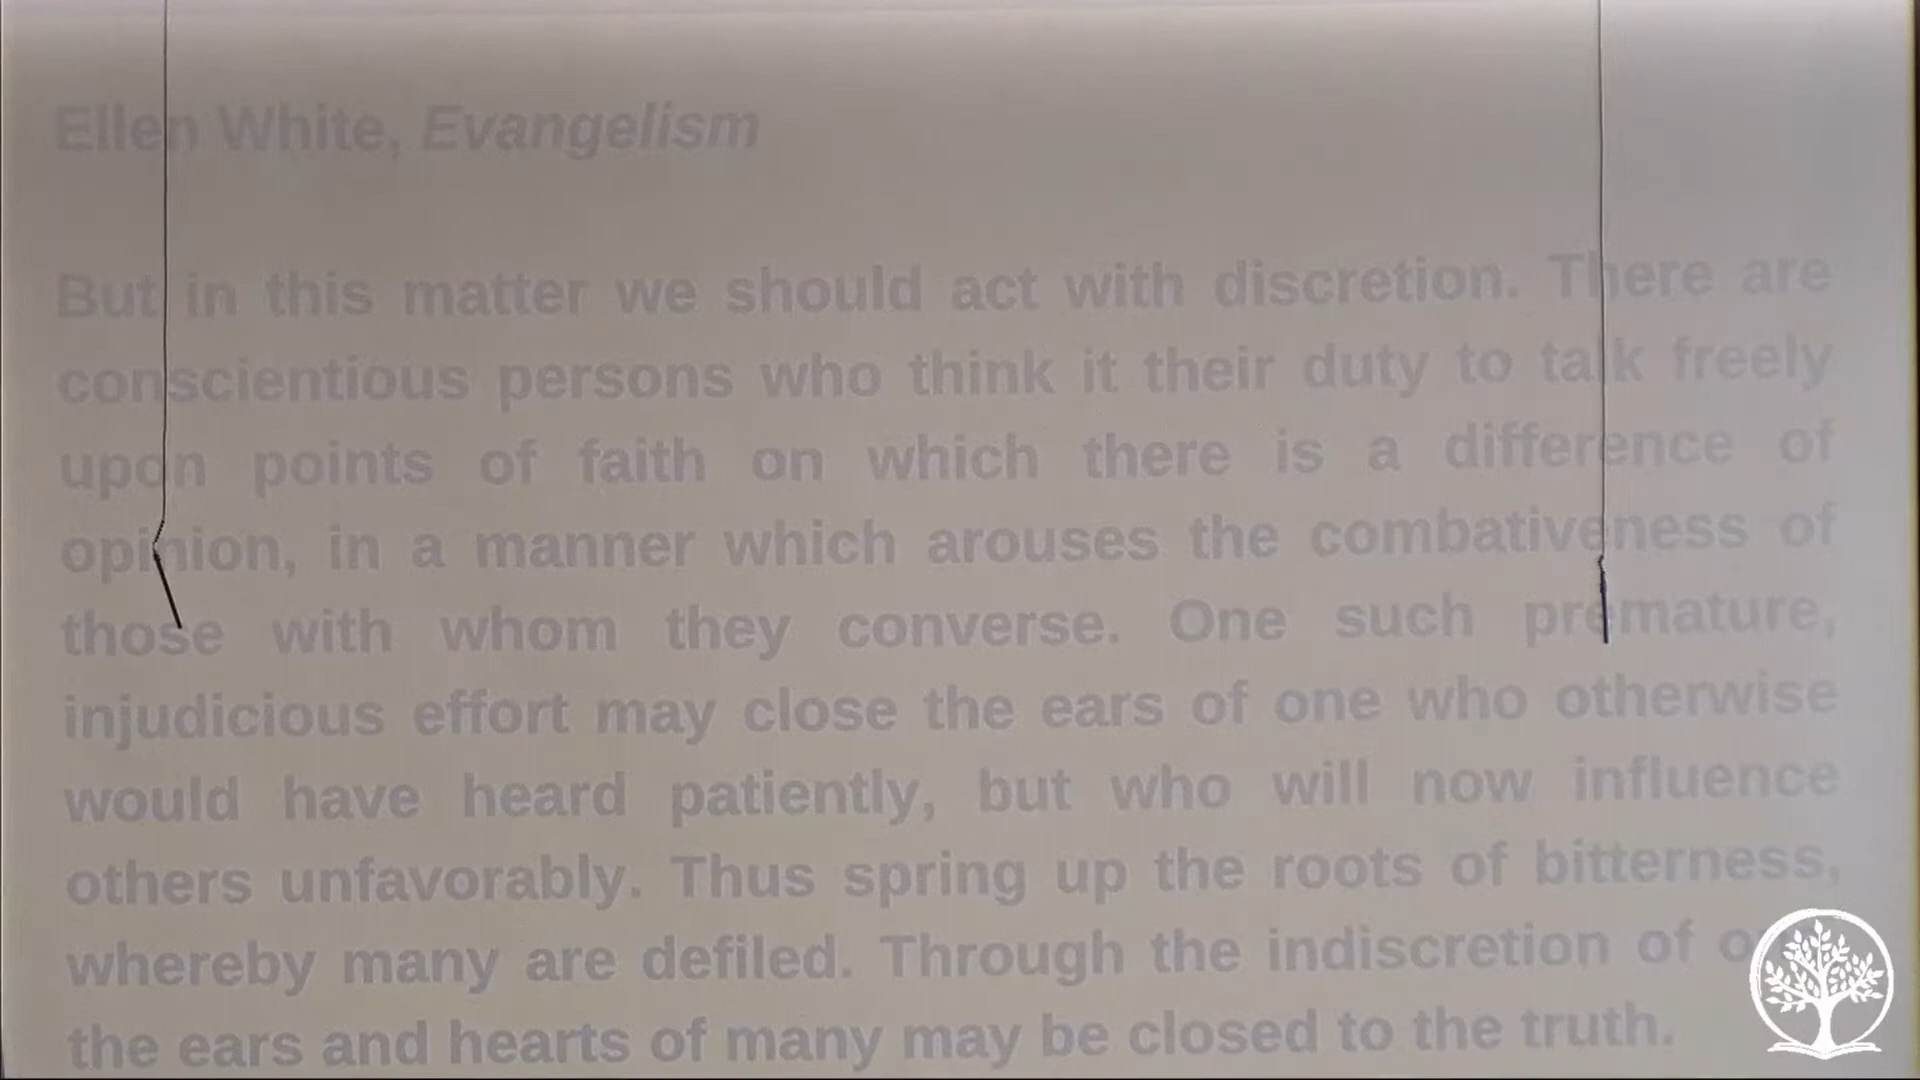 Ellen White, Evangelism
But in this matter we should act with discretion. There are
conscientious persons who think it their duty to talk freely
upon points of faith on which there is a difference of
opinion, in a manner which arouses the combativeness of
those with whom they converse. One such premature,
injudicious effort may close the ears of one who otherwise
would have heard patiently, but who will now influence
others unfavorably. Thus spring up the roots of bitterness,
whereby many are defiled. Through the indiscretion of
the ears and hearts of many may be closed to the truth.